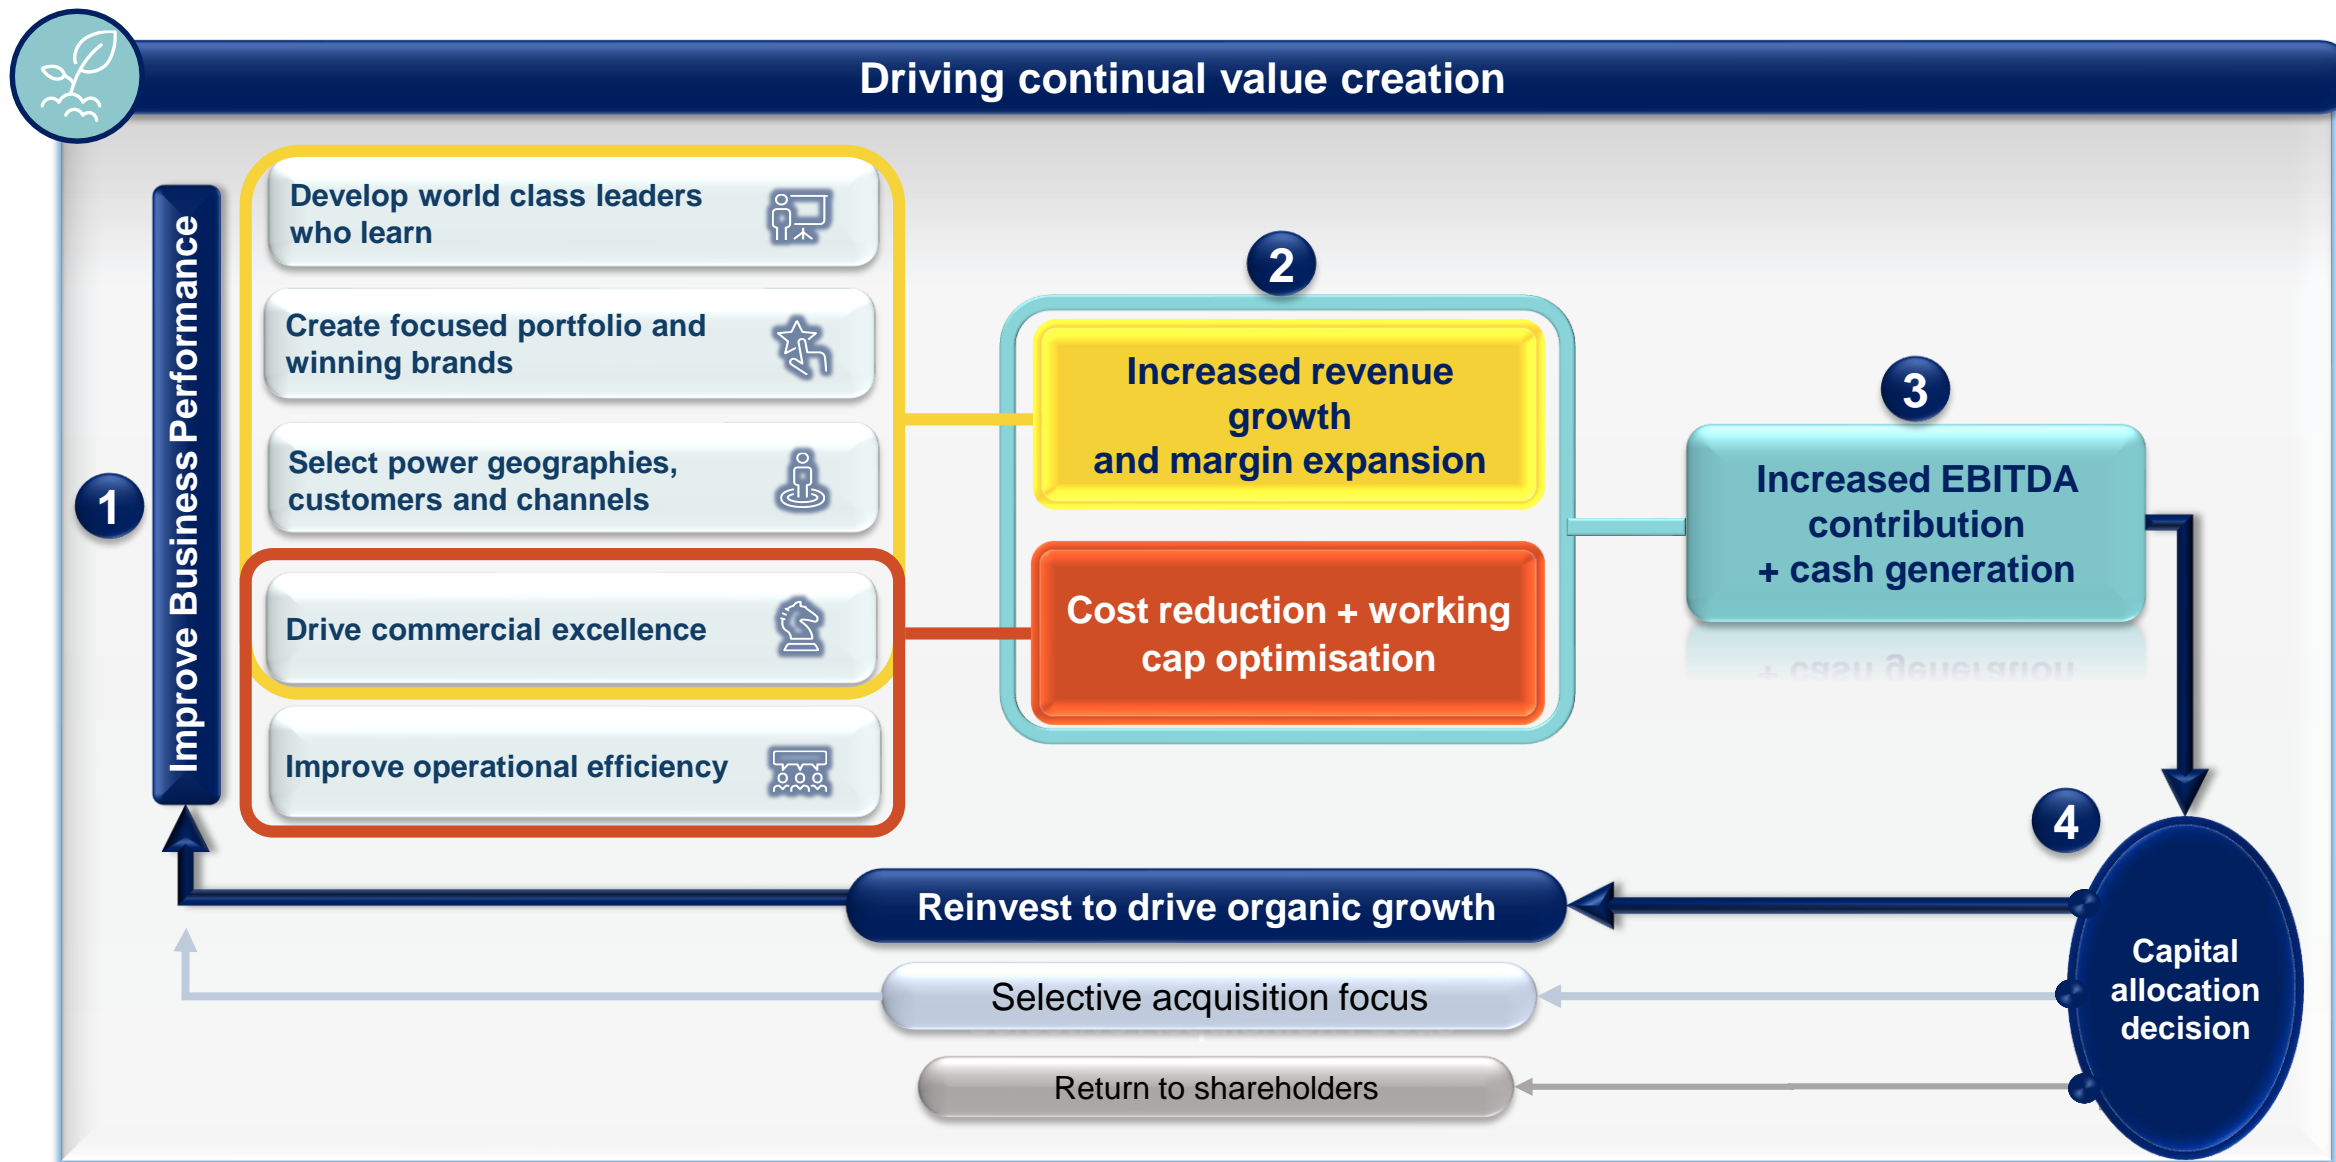 Driving continual value creation
1
Improve Business Performance
Develop world class leaders
who learn
Create focused portfolio and
winning brands
Select power geographies,
customers and channels
Drive commercial excellence
Improve operational efficiency
2
Increased revenue
growth
and margin expansion
Cost reduction + working
cap optimisation
3
Increased EBITDA
contribution
+ cash generation
4
Capital
allocation
decision
Reinvest to drive organic growth
Selective acquisition focus
Return to shareholders